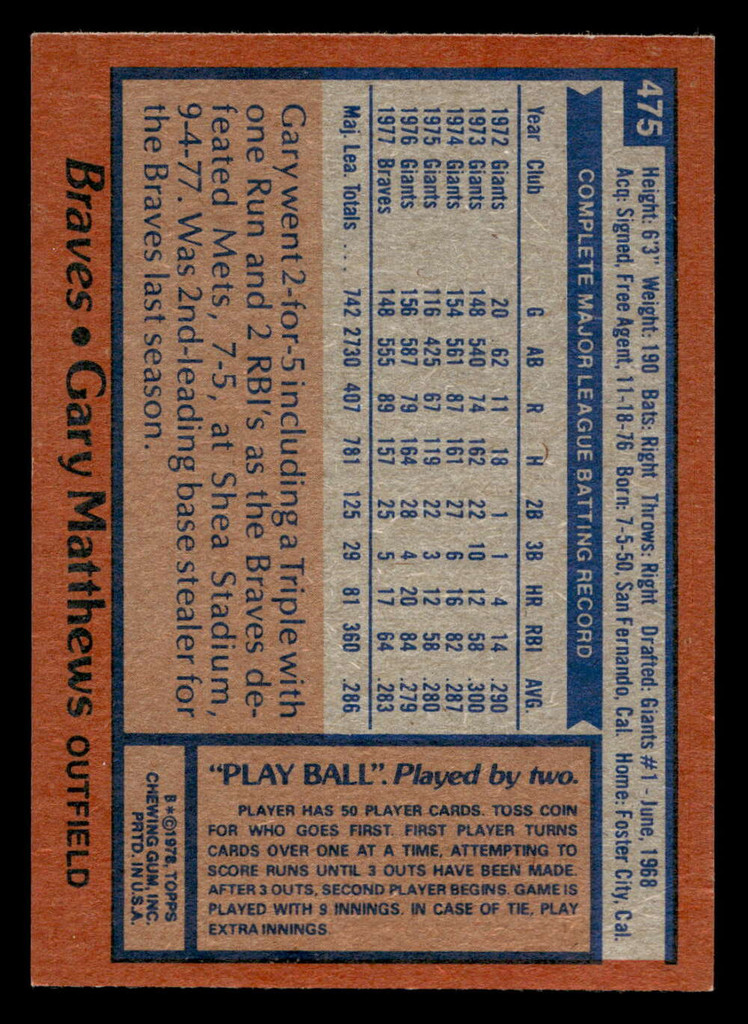 475
Height: 6'3" Weight: 190 Bats: Right Throws: Right Drafted: Giants #1 - June, 1968
Acq: Signed, Free Agent, 11-18-76 Born: 7-5-50, San Fernando, Cal. Home: Foster City, Cal.
COMPLETE MAJOR LEAGUE BATTING RECORD
Year Club G AB R H 2B 3B HR RBI AVG.
1972 Giants 20 62 11 18 1 1 4 14 .290
1973 Giants 148 540 74 162 22 10 12 58 .300
1974 Giants 154 561 87 161 27 6 16 82 .287
1975 Giants 116 425 67 119 22 3 12 58 .280
1976 Giants 156 587 79 164 28 4 20 84 .279
1977 Braves 148 555 89 157 25 5 17 64 .283
Maj. Lea. Totals . . . 742 2730 407 781 125 29 81 360 .286
Gary went 2-for-5 including a Triple with
one Run and 2 RBI's as the Braves de-
feated Mets, 7-5, at Shea Stadium,
9-4-77. Was 2nd-leading base stealer for
the Braves last season.
"PLAY BALL". Played by two.
PLAYER HAS 50 PLAYER CARDS. TOSS COIN
FOR WHO GOES FIRST. FIRST PLAYER TURNS
CARDS OVER ONE AT A TIME, ATTEMPTING TO
SCORE RUNS UNTIL 3 OUTS HAVE BEEN MADE.
AFTER 3 OUTS, SECOND PLAYER BEGINS. GAME IS
PLAYED WITH 9 INNINGS. IN CASE OF TIE, PLAY
EXTRA INNINGS
B*©1978, TOPPS
CHEWING GUM, INC.
PRTD. IN U.S.A.
Braves • Gary Matthews OUTFIELD